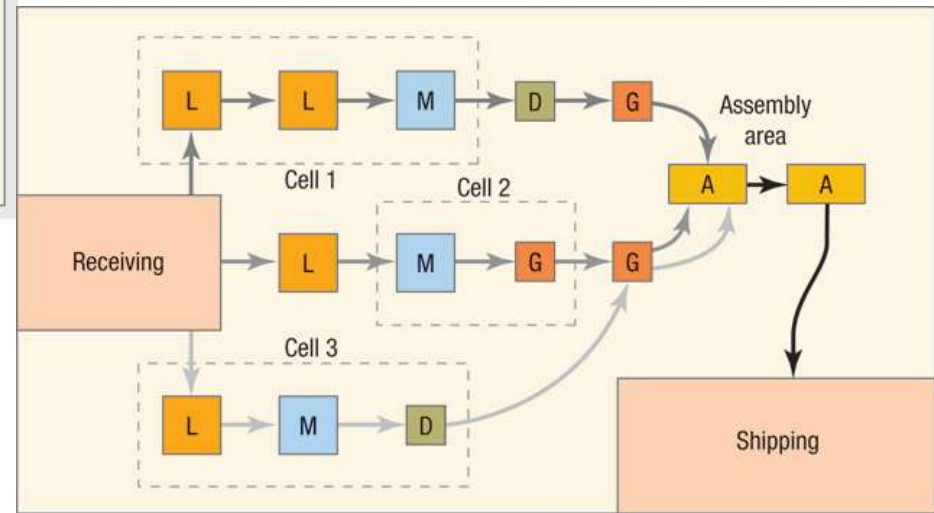 L
L
M
D
G
Assembly
area
Cell 1
Cell 2
A
A
Receiving
L
M
G
G
Cell 3
L
M
D
Shipping